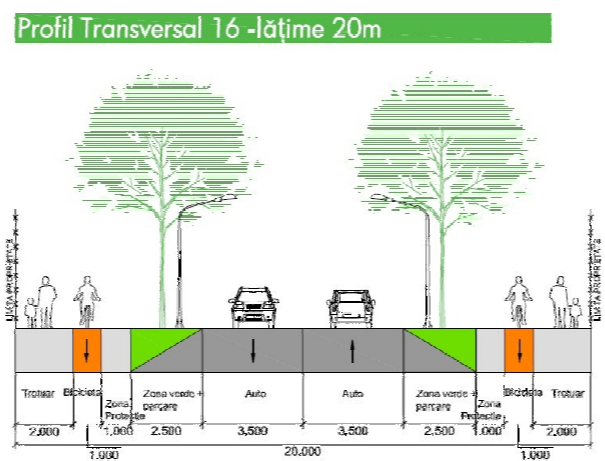 Profil Transversal 16 -lățime 20m
LIMITA PROPRIETATE
LIMITA PROPRIETATE
Trotuar
Bicicleta
Zona Protectie
Zona verde + parcare
Auto
Auto
Zona verde + parcare
Zona Protectie
Bicicleta
Trotuar
2.000
1.000
2.500
3.500
3.500
2.500
1.000
2.000
1.000
20.000
1.000